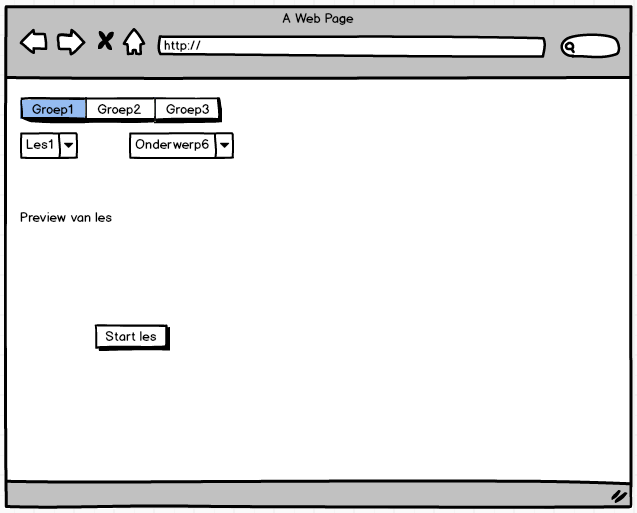 A Web Page
http://
Groep1 Groep2 Groep3
Les1 Onderwerp6
Preview van les
Start les